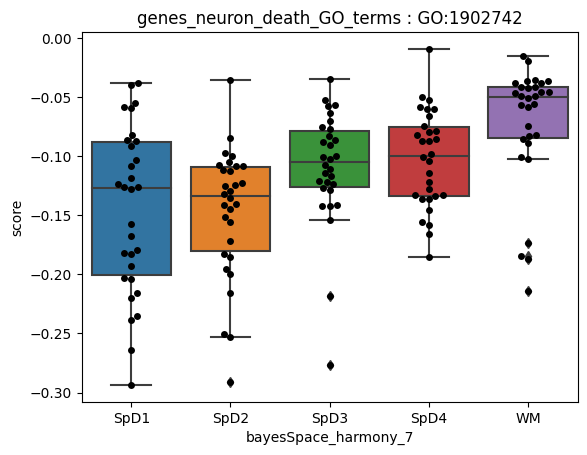 genes_neuron_death_GO_terms : GO:1902742
0.00
−0.05
−0.10
−0.15
−0.20
−0.25
−0.30
score
SpD1 SpD2 SpD3 SpD4 WM
bayesSpace_harmony_7